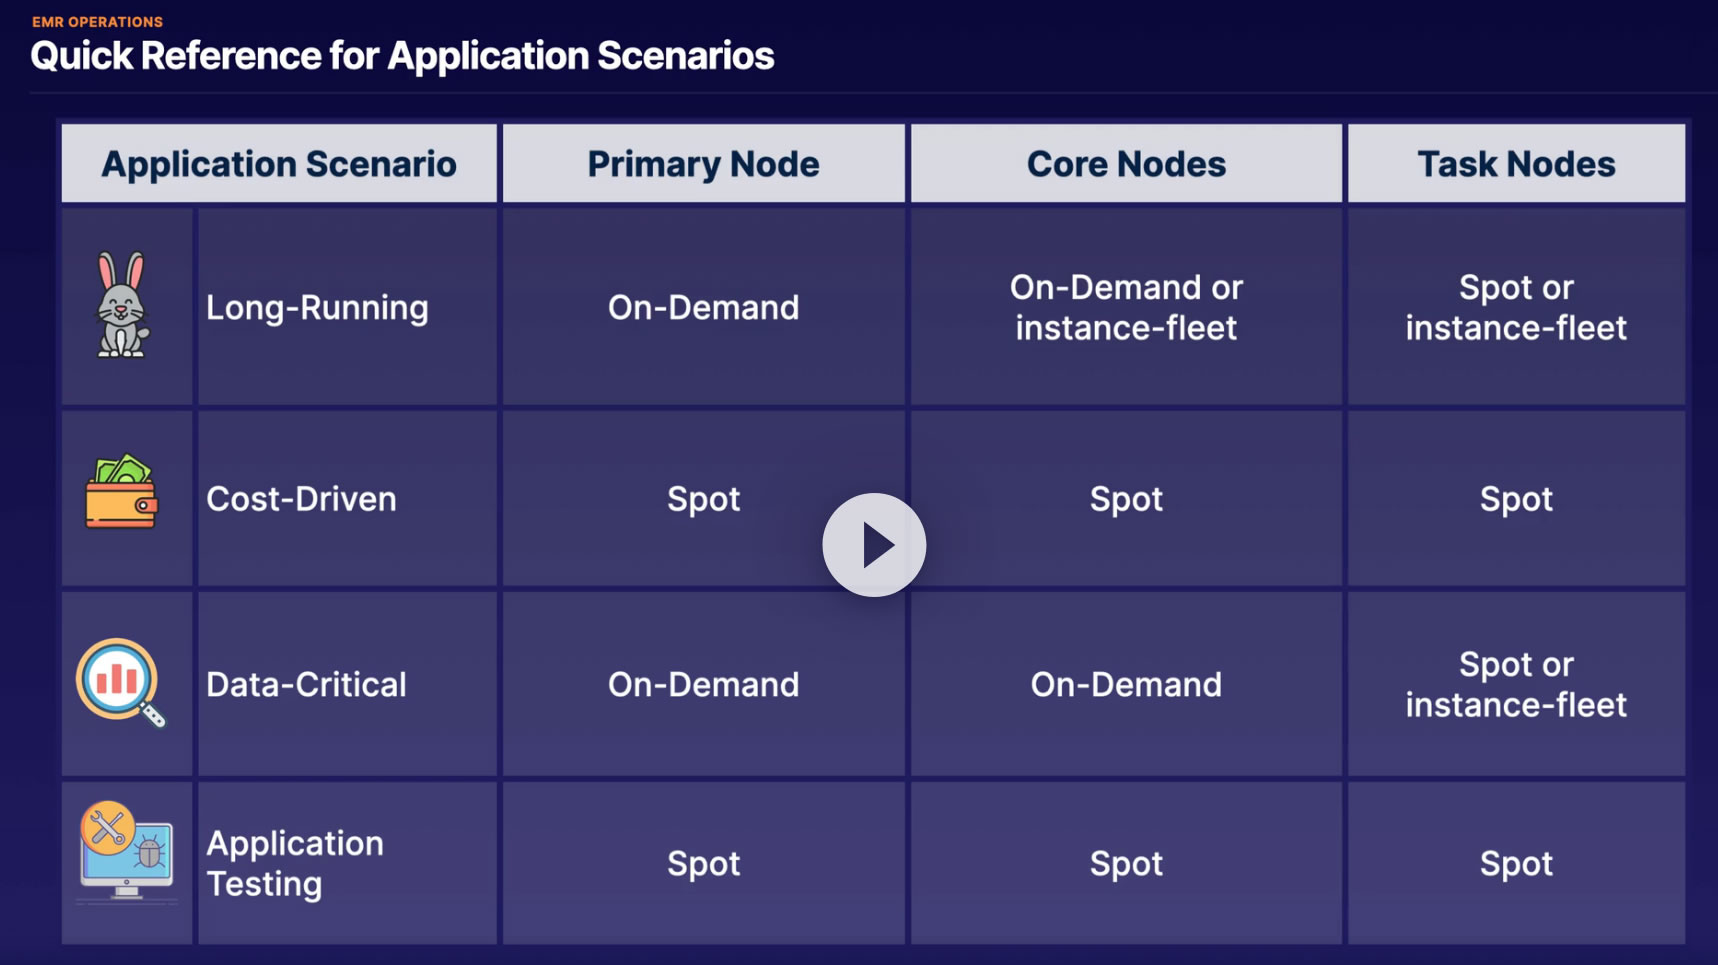 EMR OPERATIONS
Quick Reference for Application Scenarios
Application Scenario
Primary Node
Core Nodes
Task Nodes
Long-Running
On-Demand
On-Demand or
instance-fleet
Spot or
instance-fleet
Cost-Driven
Spot
Spot
Spot
Data-Critical
On-Demand
On-Demand
Spot or
instance-fleet
Application
Testing
Spot
Spot
Spot